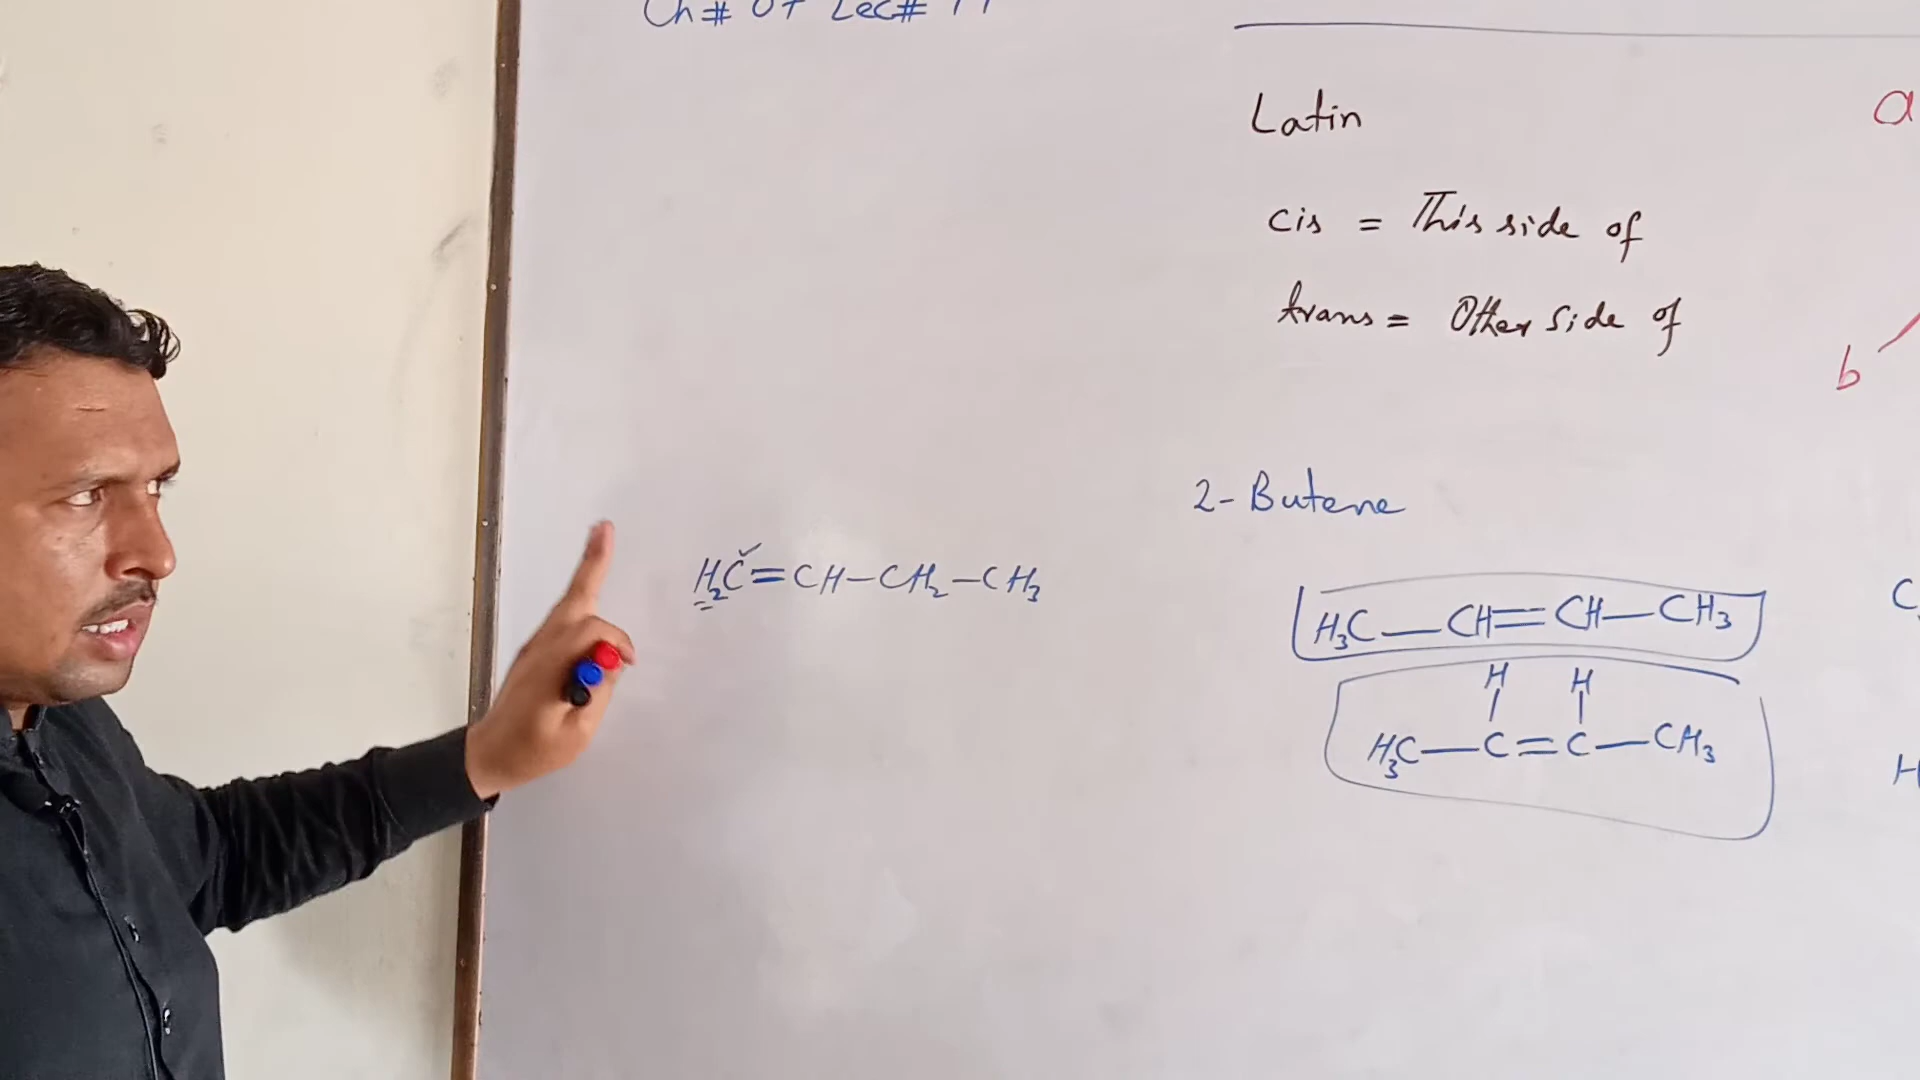 Ch# 07 Lec# 11
Latin
cis = This side of
trans = Other side of
a
b
2-Butene
H₂C=CH-CH₂-CH₃
H₃C-CH=CH-CH₃
H H
H₃C-C=C-CH₃
C
H